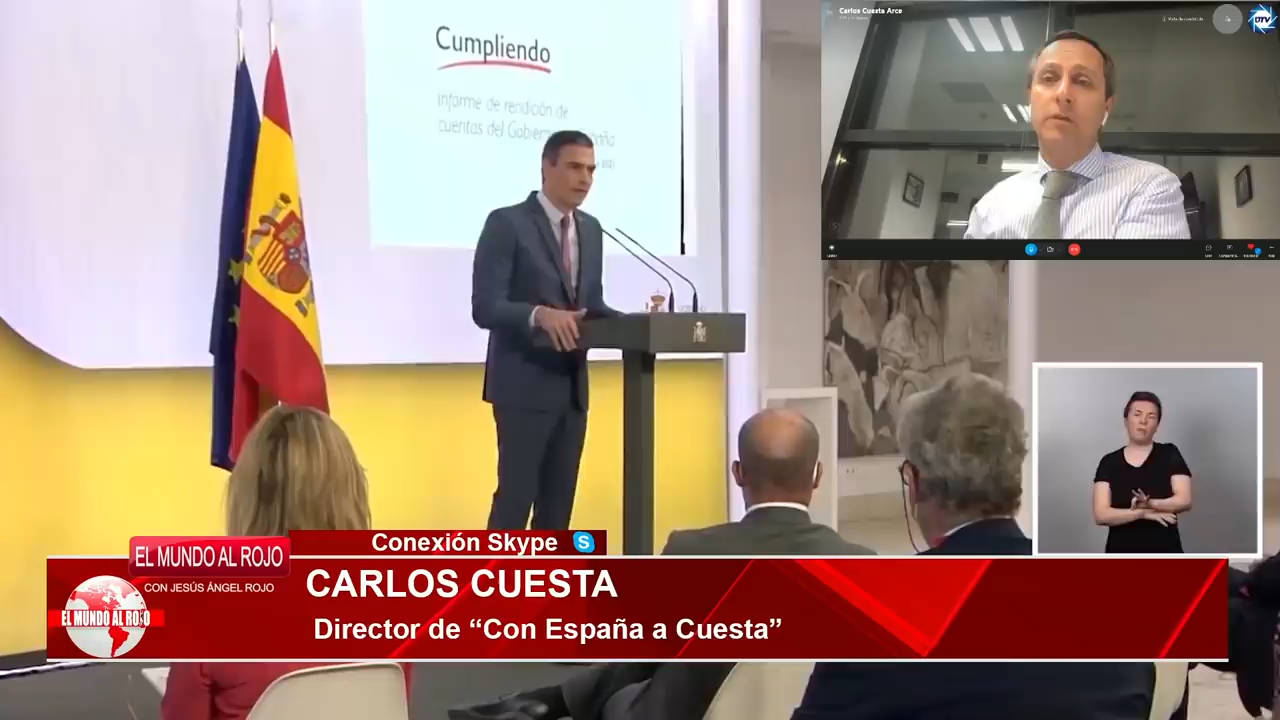 Cumpliendo
Informe de rendición de
cuentas del Gobierno
Carlos Cuesta Arce
DTV
Conexión Skype
EL MUNDO AL ROJO
CON JESÚS ÁNGEL ROJO
EL MUNDO AL ROJO
CARLOS CUESTA
Director de “Con España a Cuesta”